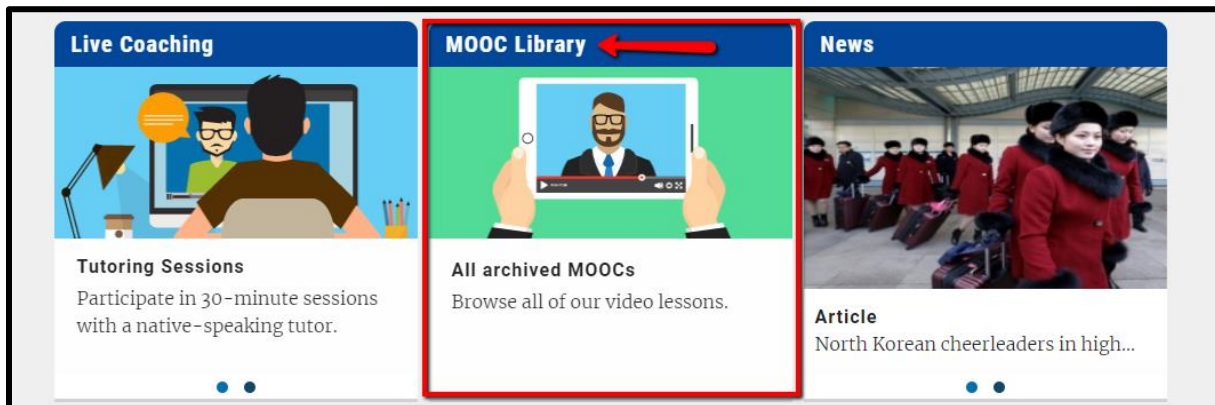 Live Coaching
Tutoring Sessions
Participate in 30-minute sessions
with a native-speaking tutor.
MOOC Library
All archived MOOCs
Browse all of our video lessons.
News
Article
North Korean cheerleaders in high...